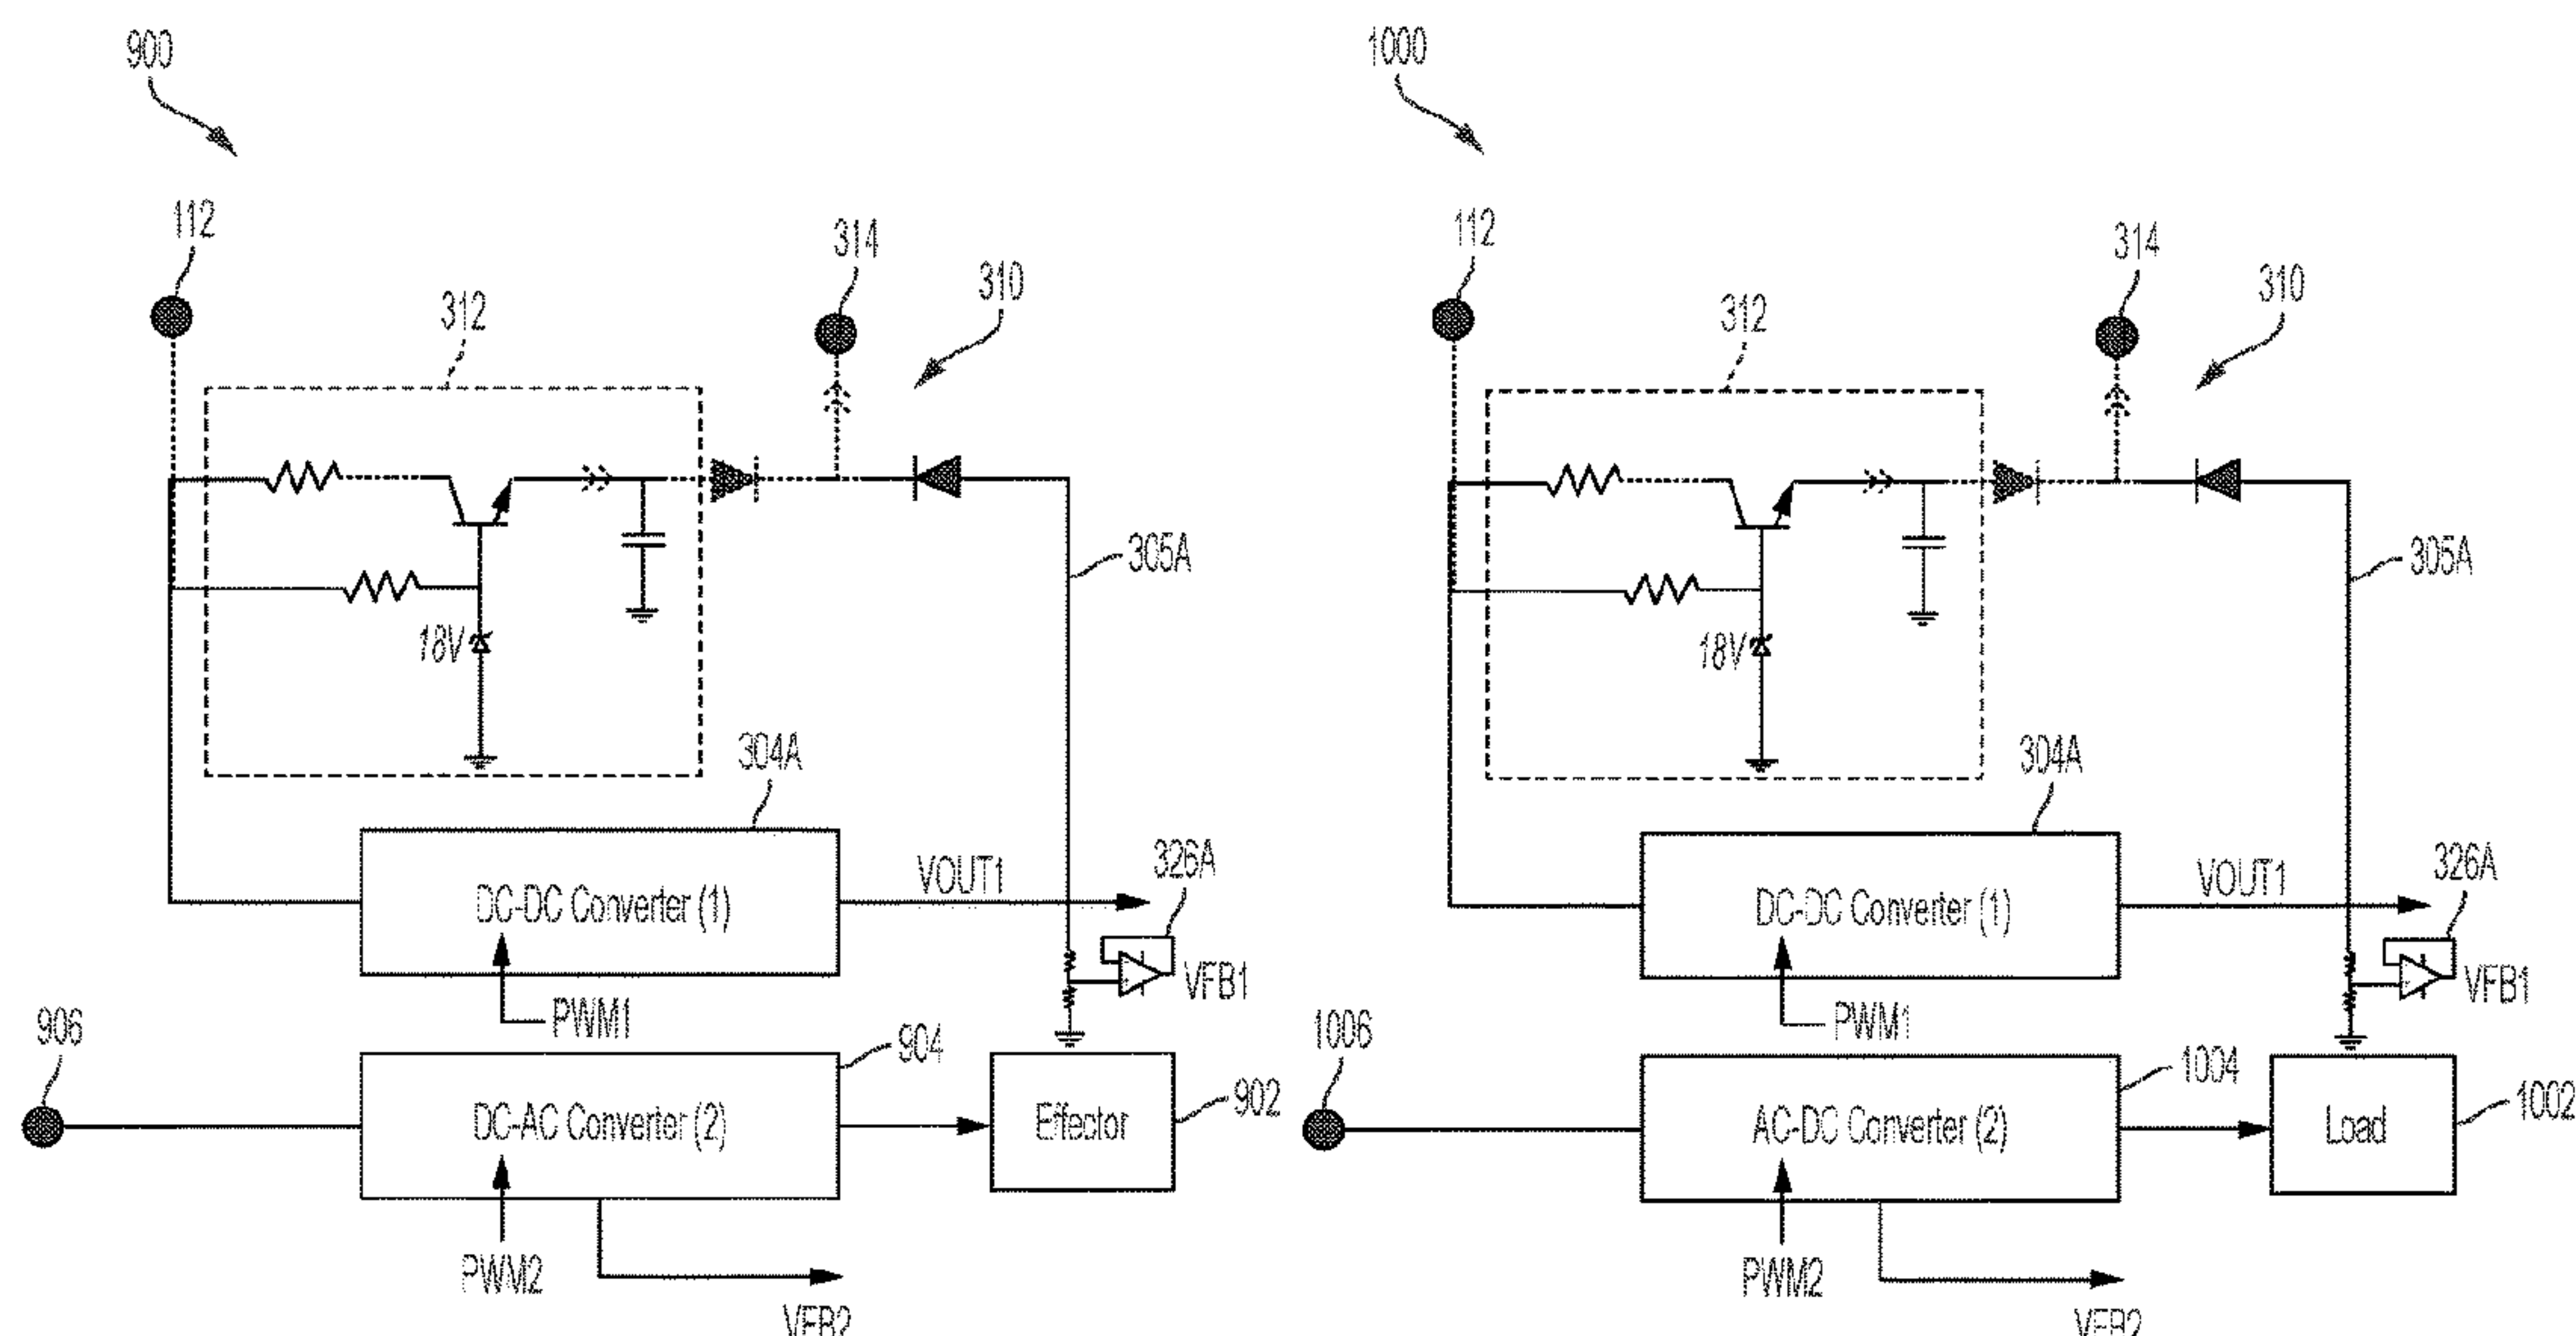 900
112
312
314
310
305A
18V
304A
DC-DC Converter (1)
VOUT1
326A
VFB1
PWM1
906
904
DC-AC Converter (2)
Effector
902
PWM2
VFB2
1000
112
312
314
310
305A
18V
304A
DC-DC Converter (1)
VOUT1
326A
VFB1
PWM1
1006
1004
AC-DC Converter (2)
Load
1002
PWM2
VFB2